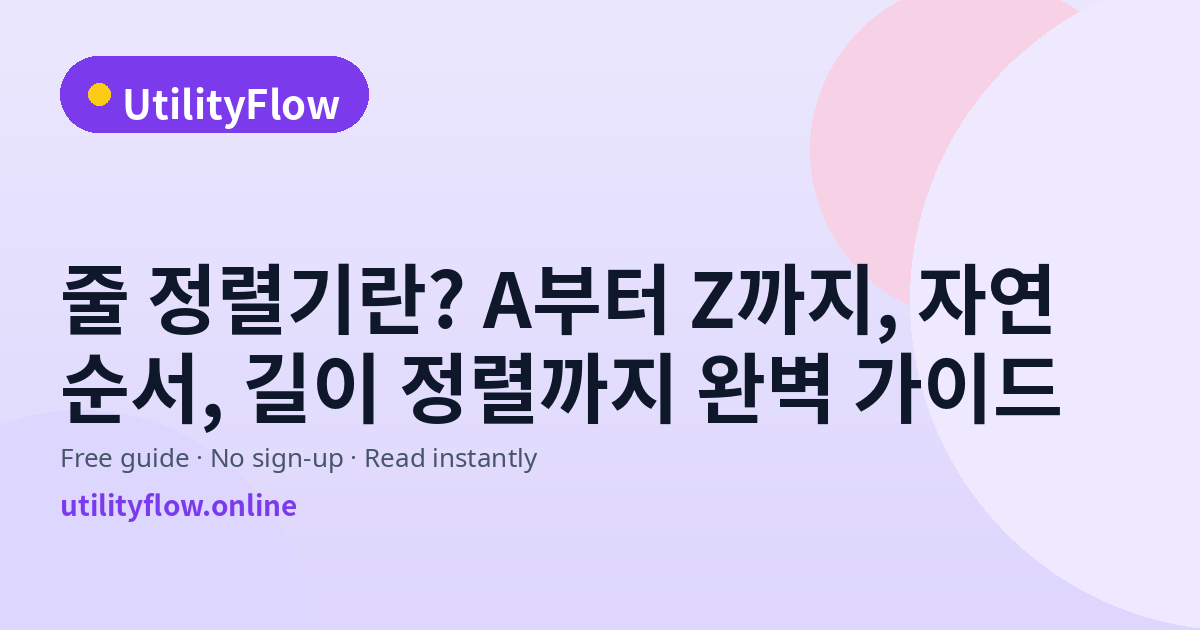 UtilityFlow
줄 정렬기란? A부터 Z까지, 자연
순서, 길이 정렬까지 완벽 가이드
Free guide · No sign-up · Read instantly
utilityflow.online